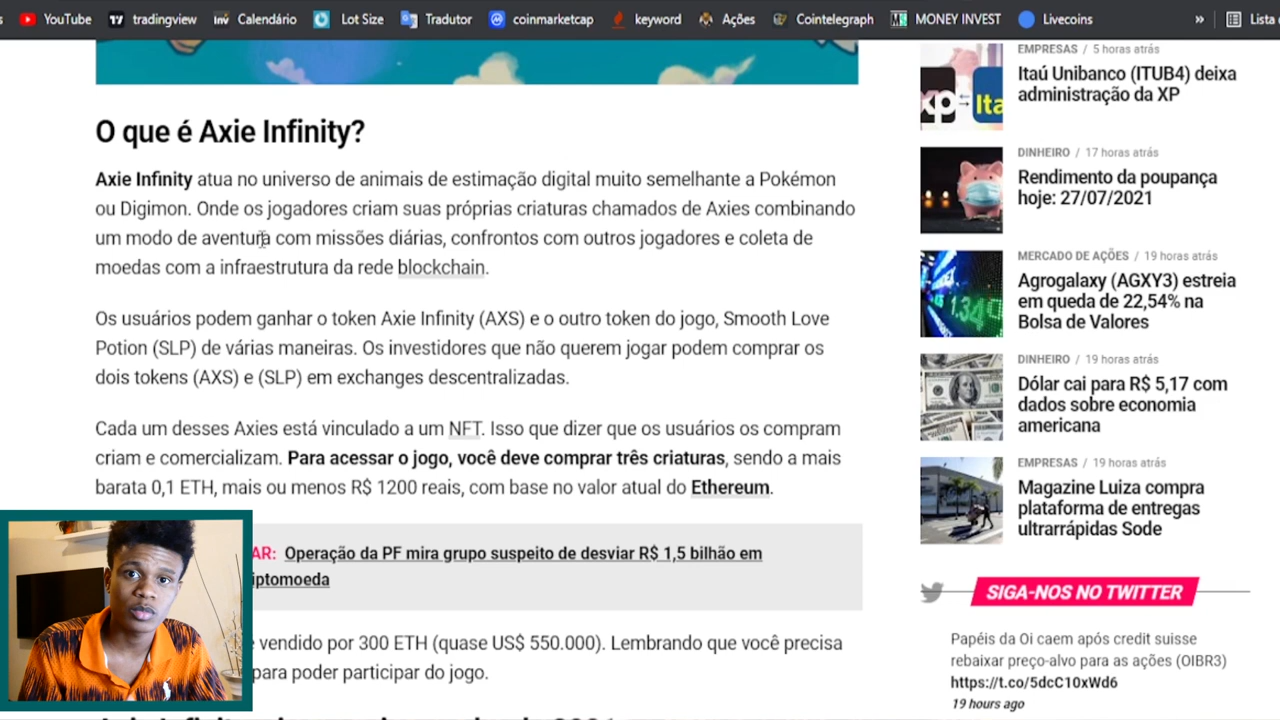 YouTube tradingview Calendário Lot Size Tradutor coinmarketcap keyword Ações Cointelegraph MONEY INVEST Livecoins » Lista
O que é Axie Infinity?
Axie Infinity atua no universo de animais de estimação digital muito semelhante a Pokémon
ou Digimon. Onde os jogadores criam suas próprias criaturas chamados de Axies combinando
um modo de aventura com missões diárias, confrontos com outros jogadores e coleta de
moedas com a infraestrutura da rede blockchain.
Os usuários podem ganhar o token Axie Infinity (AXS) e o outro token do jogo, Smooth Love
Potion (SLP) de várias maneiras. Os investidores que não querem jogar podem comprar os
dois tokens (AXS) e (SLP) em exchanges descentralizadas.
Cada um desses Axies está vinculado a um NFT. Isso que dizer que os usuários os compram
criam e comercializam. Para acessar o jogo, você deve comprar três criaturas, sendo a mais
barata 0,1 ETH, mais ou menos R$ 1200 reais, com base no valor atual do Ethereum.
AR: Operação da PF mira grupo suspeito de desviar R$ 1,5 bilhão em
iptomoeda
vendido por 300 ETH (quase US$ 550.000). Lembrando que você precisa
para poder participar do jogo.
EMPRESAS / 5 horas atrás
Itaú Unibanco (ITUB4) deixa
administração da XP
DINHEIRO / 17 horas atrás
Rendimento da poupança
hoje: 27/07/2021
MERCADO DE AÇÕES / 19 horas atrás
Agrogalaxy (AGXY3) estreia
em queda de 22,54% na
Bolsa de Valores
DINHEIRO / 19 horas atrás
Dólar cai para R$ 5,17 com
dados sobre economia
americana
EMPRESAS / 19 horas atrás
Magazine Luiza compra
plataforma de entregas
ultrarrápidas Sode
SIGA-NOS NO TWITTER
Papéis da Oi caem após credit suisse
rebaixar preço-alvo para as ações (OIBR3)
https://t.co/5dcC10xWd6
19 hours ago